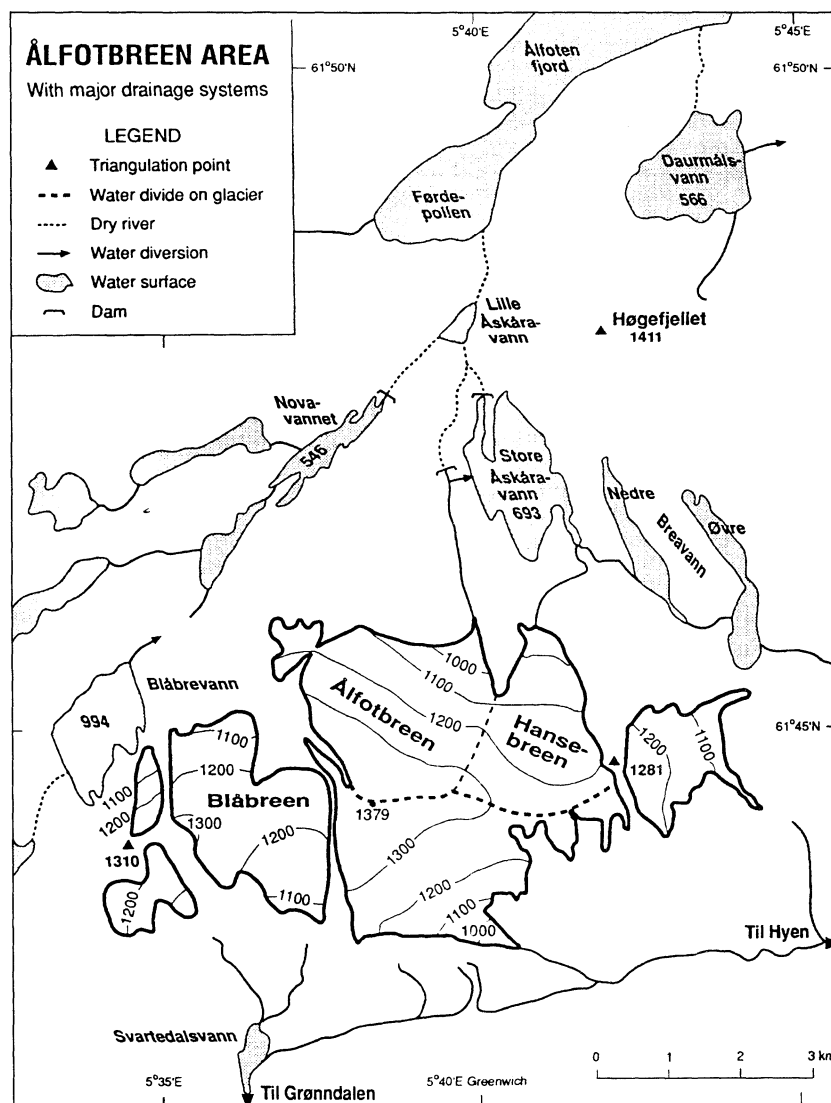 ÅLFOTBREEN AREA
With major drainage systems
LEGEND
Triangulation point
Water divide on glacier
Dry river
Water diversion
Water surface
Dam
5°40'E
5°45'E
61°50'N
61°50'N
Ålfoten
fjord
Daurmåls-
vann
566
Førde-
pollen
Lille
Åskåra-
vann
Høgefjellet
1411
Nova-
vannet
546
Store
Åskåra-
vann
693
Nedre
Breavann
Øvre
Blåbrevann
994
1000
1100
1200
Ålfotbreen
Hanse-
breen
61°45'N
1281
1200
1100
1100
1200
Blåbreen
1300
1200
1100
1100
1200
1310
1200
1379
1300
1200
1100
1000
Til Hyen
Svartedalsvann
Til Grønndalen
5°35'E
5°40'E Greenwich
0 1 2 3 km